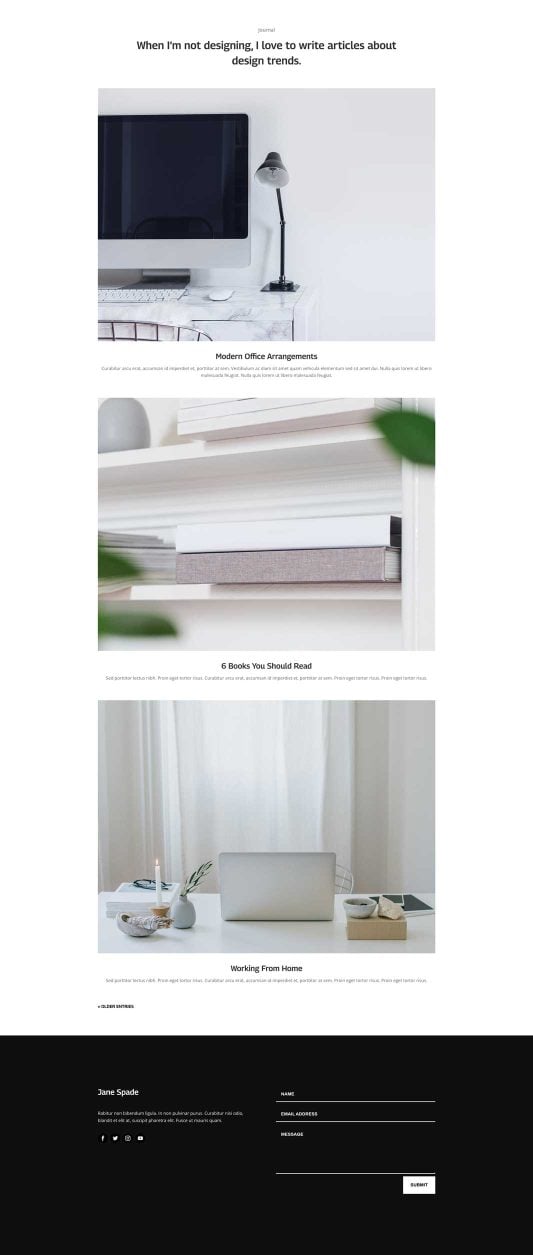 Journal
When I'm not designing, I love to write articles about
design trends.
Modern Office Arrangements
Curabitur arcu erat, accumsan id imperdiet et, porttitor at sem. Vestibulum ac diam sit amet quam vehicula elementum sed sit amet dui. Nulla quis lorem ut libero
malesuada feugiat. Nulla quis lorem ut libero malesuada feugiat.
6 Books You Should Read
Sed porttitor lectus nibh. Proin eget tortor risus. Curabitur arcu erat, accumsan id imperdiet et, porttitor at sem. Proin eget tortor risus. Proin eget tortor risus.
Working From Home
Sed porttitor lectus nibh. Proin eget tortor risus. Curabitur arcu erat, accumsan id imperdiet et, porttitor at sem. Proin eget tortor risus. Proin eget tortor risus.
« OLDER ENTRIES
Jane Spade
Rabitur non bibendum ligula. In non pulvinar purus. Curabitur nisi odio,
blandit et elit at, suscipit pharetra elit. Fusce ut mauris quam.
NAME
EMAIL ADDRESS
MESSAGE
SUBMIT